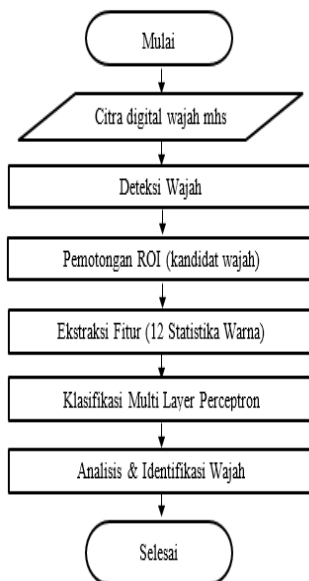 Mulai
Citra digital wajah mhs
Deteksi Wajah
Pemotongan ROI (kandidat wajah)
Ekstraksi Fitur (12 Statistika Warna)
Klasifikasi Multi Layer Perceptron
Analisis & Identifikasi Wajah
Selesai